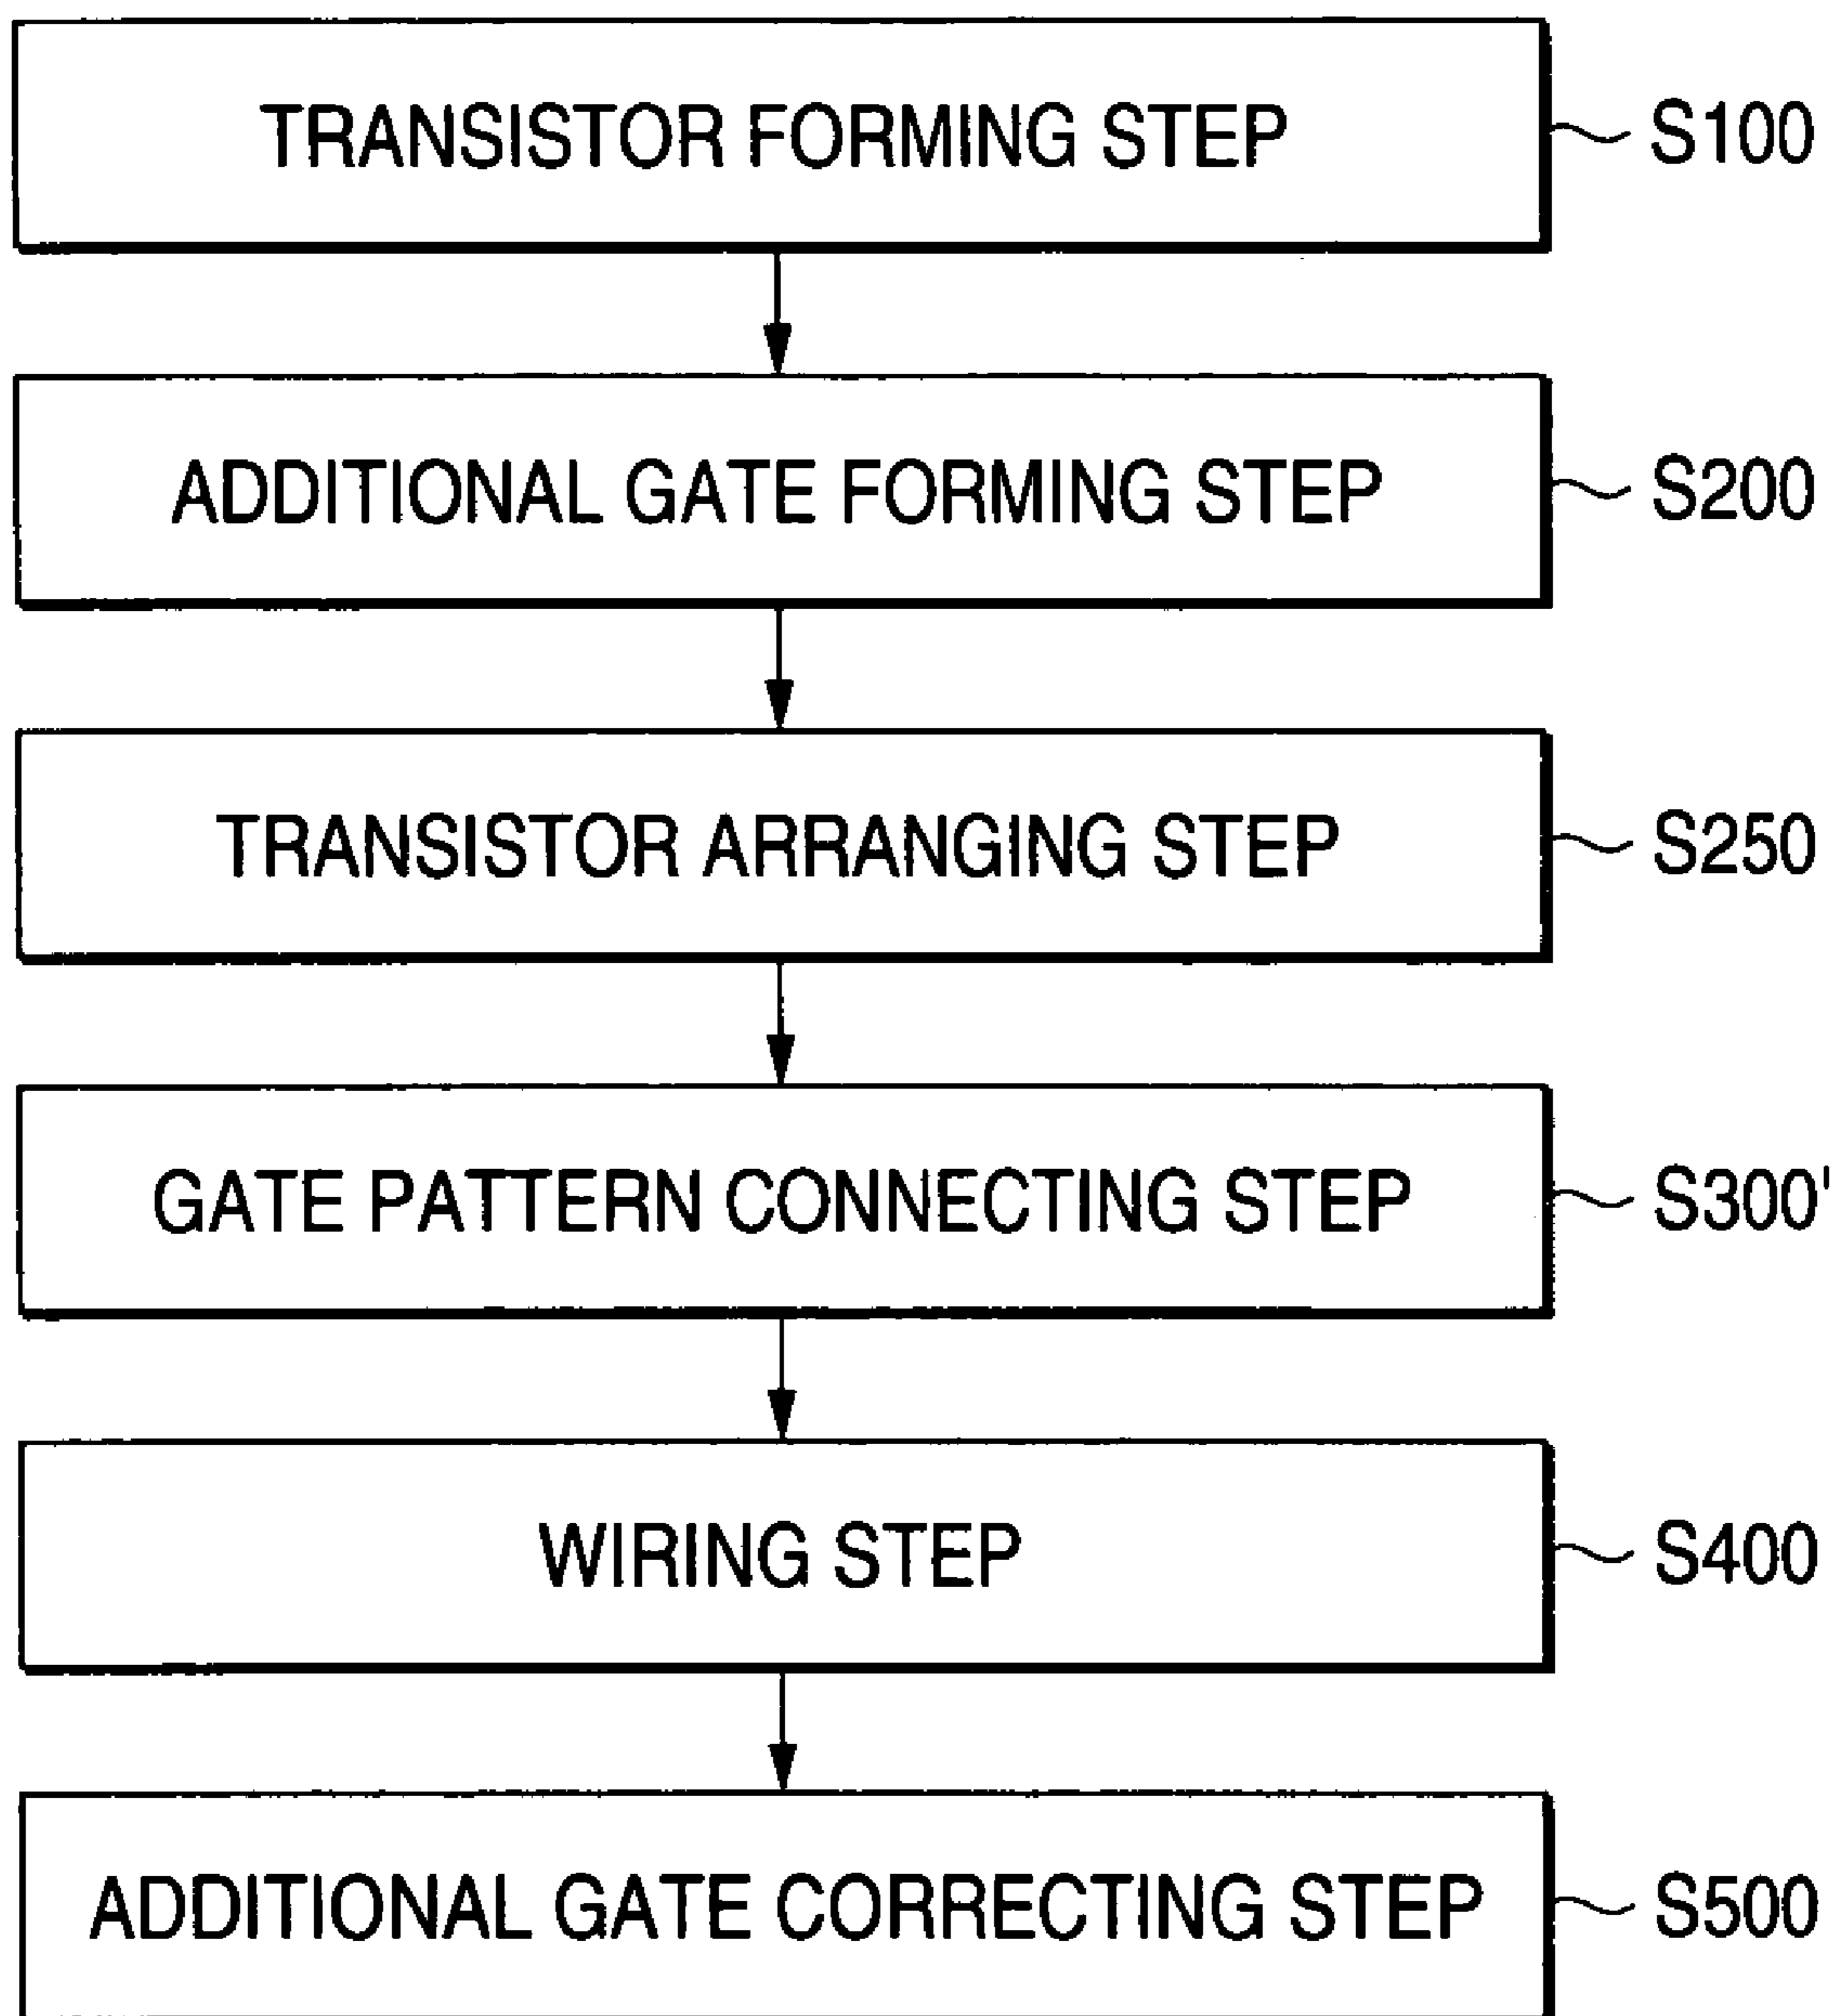 TRANSISTOR FORMING STEP S100
ADDITIONAL GATE FORMING STEP S200
TRANSISTOR ARRANGING STEP S250
GATE PATTERN CONNECTING STEP S300'
WIRING STEP S400
ADDITIONAL GATE CORRECTING STEP S500